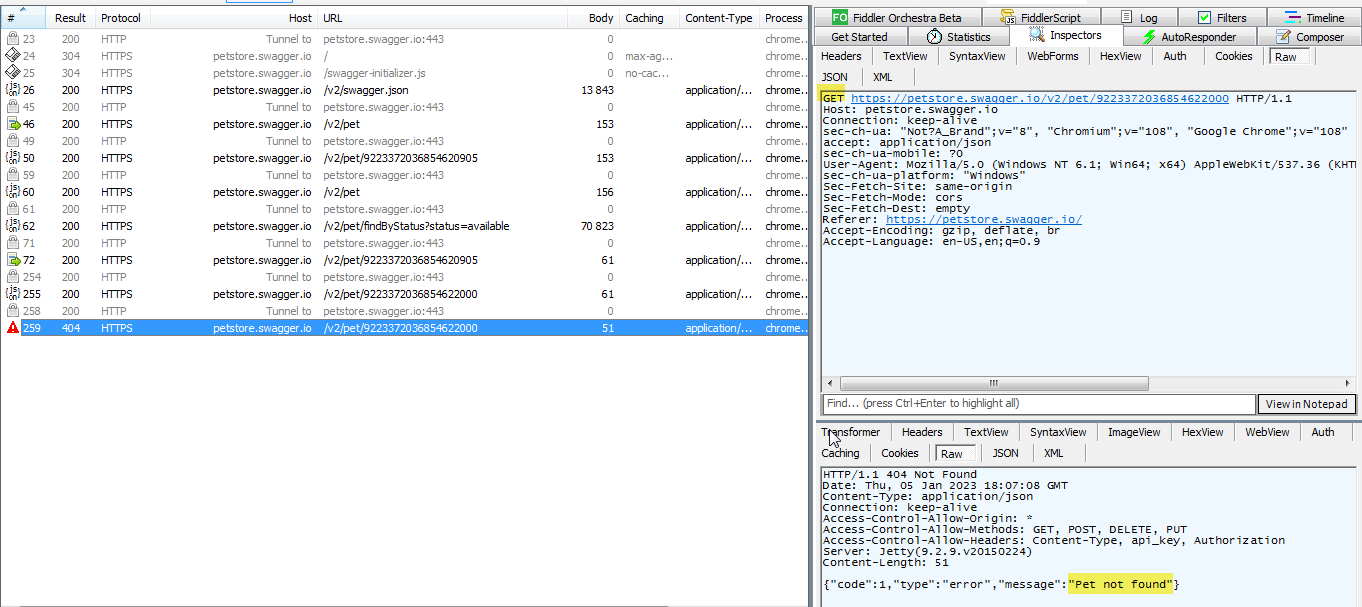 # Result Protocol Host URL Body Caching Content-Type Process
23 200 HTTP Tunnel to petstore.swagger.io:443 0 chrome...
24 304 HTTPS petstore.swagger.io / 0 max-ag... chrome...
25 304 HTTPS petstore.swagger.io /swagger-initializer.js 0 no-cac... chrome...
26 200 HTTPS petstore.swagger.io /v2/swagger.json 13 843 application/... chrome...
45 200 HTTP Tunnel to petstore.swagger.io:443 0 chrome...
46 200 HTTPS petstore.swagger.io /v2/pet 153 application/... chrome...
49 200 HTTP Tunnel to petstore.swagger.io:443 0 chrome...
50 200 HTTPS petstore.swagger.io /v2/pet/9223372036854620905 153 application/... chrome...
59 200 HTTP Tunnel to petstore.swagger.io:443 0 chrome...
60 200 HTTPS petstore.swagger.io /v2/pet 156 application/... chrome...
61 200 HTTP Tunnel to petstore.swagger.io:443 0 chrome...
62 200 HTTPS petstore.swagger.io /v2/pet/findByStatus?status=available 70 823 application/... chrome...
71 200 HTTP Tunnel to petstore.swagger.io:443 0 chrome...
72 200 HTTPS petstore.swagger.io /v2/pet/9223372036854620905 61 application/... chrome...
254 200 HTTP Tunnel to petstore.swagger.io:443 0 chrome...
255 200 HTTPS petstore.swagger.io /v2/pet/9223372036854622000 61 application/... chrome...
258 200 HTTP Tunnel to petstore.swagger.io:443 0 chrome...
259 404 HTTPS petstore.swagger.io /v2/pet/9223372036854622000 51 application/... chrome...
FO Fiddler Orchestra Beta FiddlerScript Log Filters Timeline
Get Started Statistics Inspectors AutoResponder Composer
Headers TextView SyntaxView WebForms HexView Auth Cookies Raw
JSON XML
GET https://petstore.swagger.io/v2/pet/9223372036854622000 HTTP/1.1
Host: petstore.swagger.io
Connection: keep-alive
sec-ch-ua: "Not?A_Brand";v="8", "Chromium";v="108", "Google Chrome";v="108"
accept: application/json
sec-ch-ua-mobile: ?0
User-Agent: Mozilla/5.0 (Windows NT 6.1; Win64; x64) AppleWebKit/537.36 (KHT
sec-ch-ua-platform: "Windows"
Sec-Fetch-Site: same-origin
Sec-Fetch-Mode: cors
Sec-Fetch-Dest: empty
Referer: https://petstore.swagger.io/
Accept-Encoding: gzip, deflate, br
Accept-Language: en-US,en;q=0.9
Find... (press Ctrl+Enter to highlight all) View in Notepad
Transformer Headers TextView SyntaxView ImageView HexView WebView Auth
Caching Cookies Raw JSON XML
HTTP/1.1 404 Not Found
Date: Thu, 05 Jan 2023 18:07:08 GMT
Content-Type: application/json
Connection: keep-alive
Access-Control-Allow-Origin: *
Access-Control-Allow-Methods: GET, POST, DELETE, PUT
Access-Control-Allow-Headers: Content-Type, api_key, Authorization
Server: Jetty(9.2.9.v20150224)
Content-Length: 51
{"code":1,"type":"error","message":"Pet not found"}